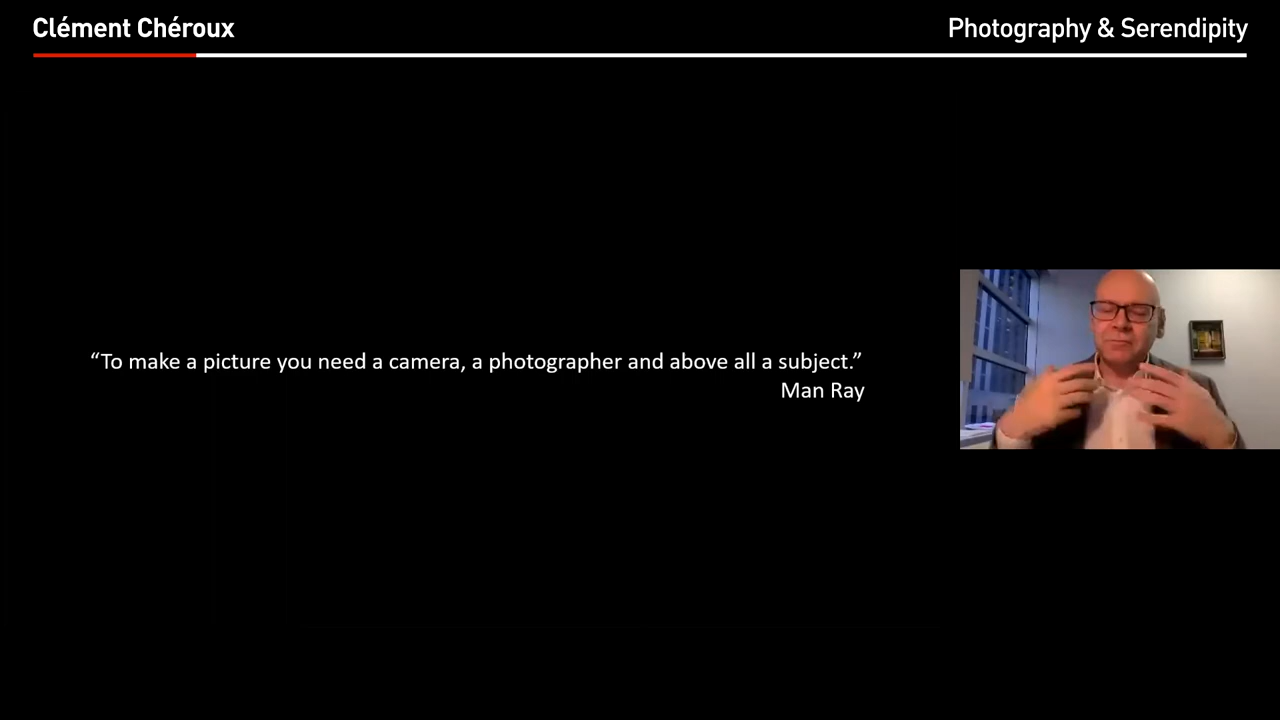 Clément Chéroux
Photography & Serendipity
“To make a picture you need a camera, a photographer and above all a subject.”
Man Ray